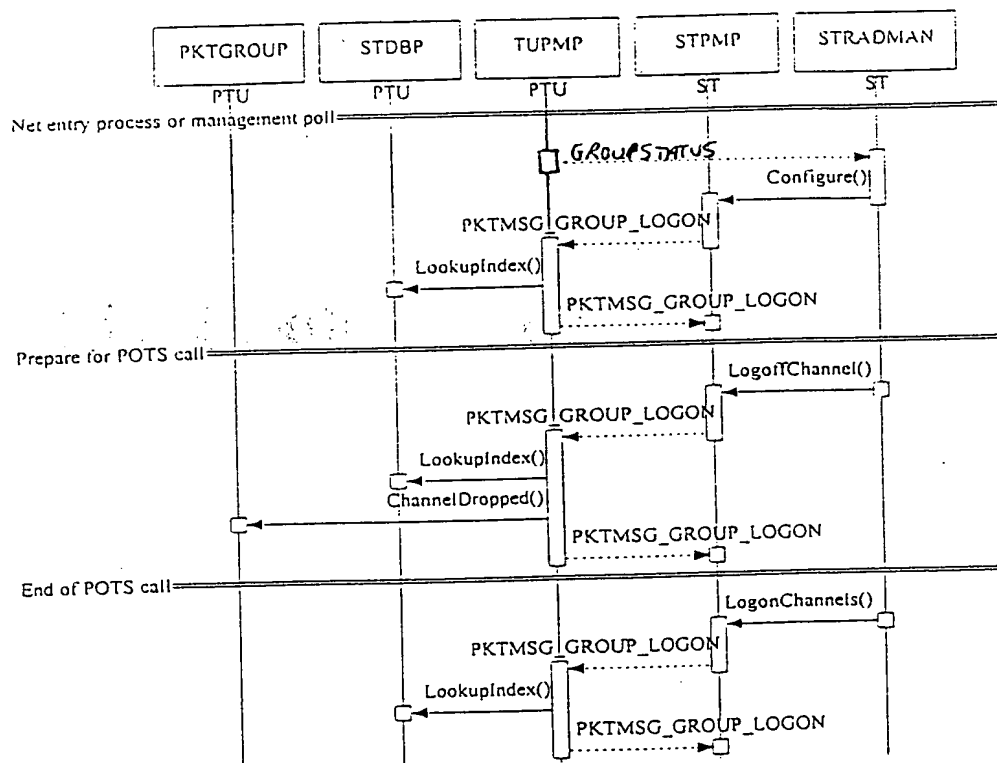 PKTGROUP STDBP TUPMP STPMP STRADMAN
PTU PTU PTU ST ST
Net entry process or management poll
GROUPSTATUS
Configure()
PKTMSG_GROUP_LOGON
LookupIndex()
PKTMSG_GROUP_LOGON
Prepare for POTS call
LogoffChannel()
PKTMSG_GROUP_LOGON
LookupIndex()
ChannelDropped()
PKTMSG_GROUP_LOGON
End of POTS call
LogonChannels()
PKTMSG_GROUP_LOGON
LookupIndex()
PKTMSG_GROUP_LOGON